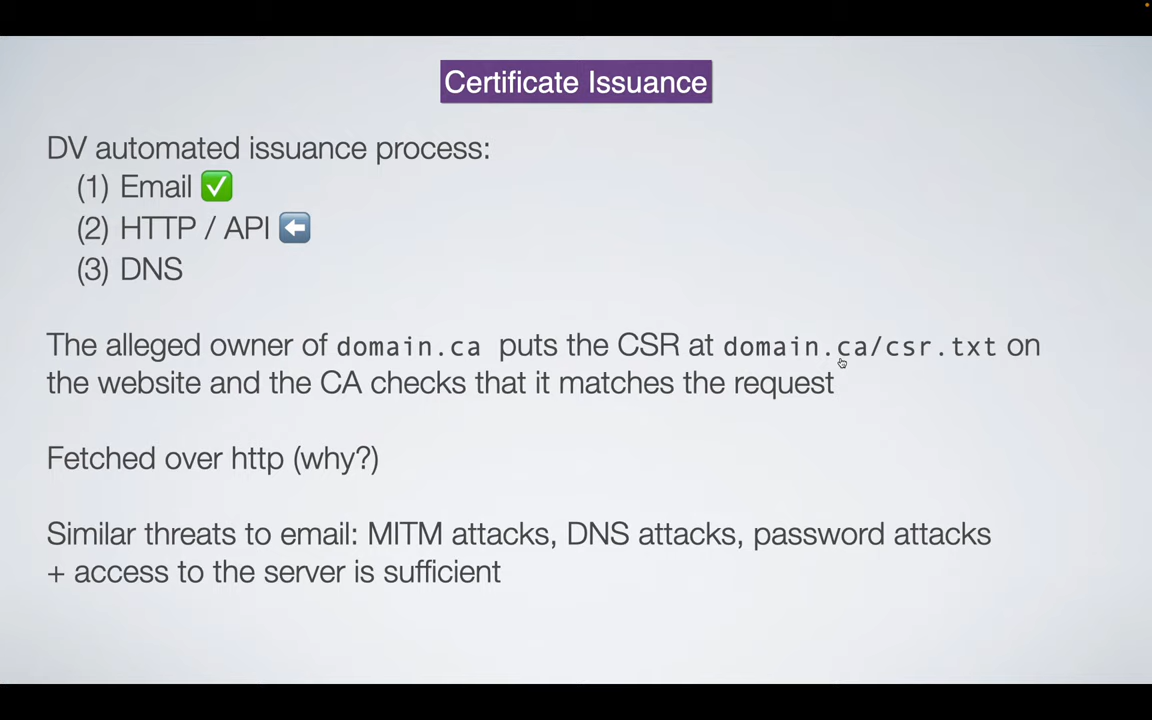 Certificate Issuance
DV automated issuance process:
(1) Email ✅
(2) HTTP / API ⬅️
(3) DNS
The alleged owner of domain.ca puts the CSR at domain.ca/csr.txt on
the website and the CA checks that it matches the request
Fetched over http (why?)
Similar threats to email: MITM attacks, DNS attacks, password attacks
+ access to the server is sufficient